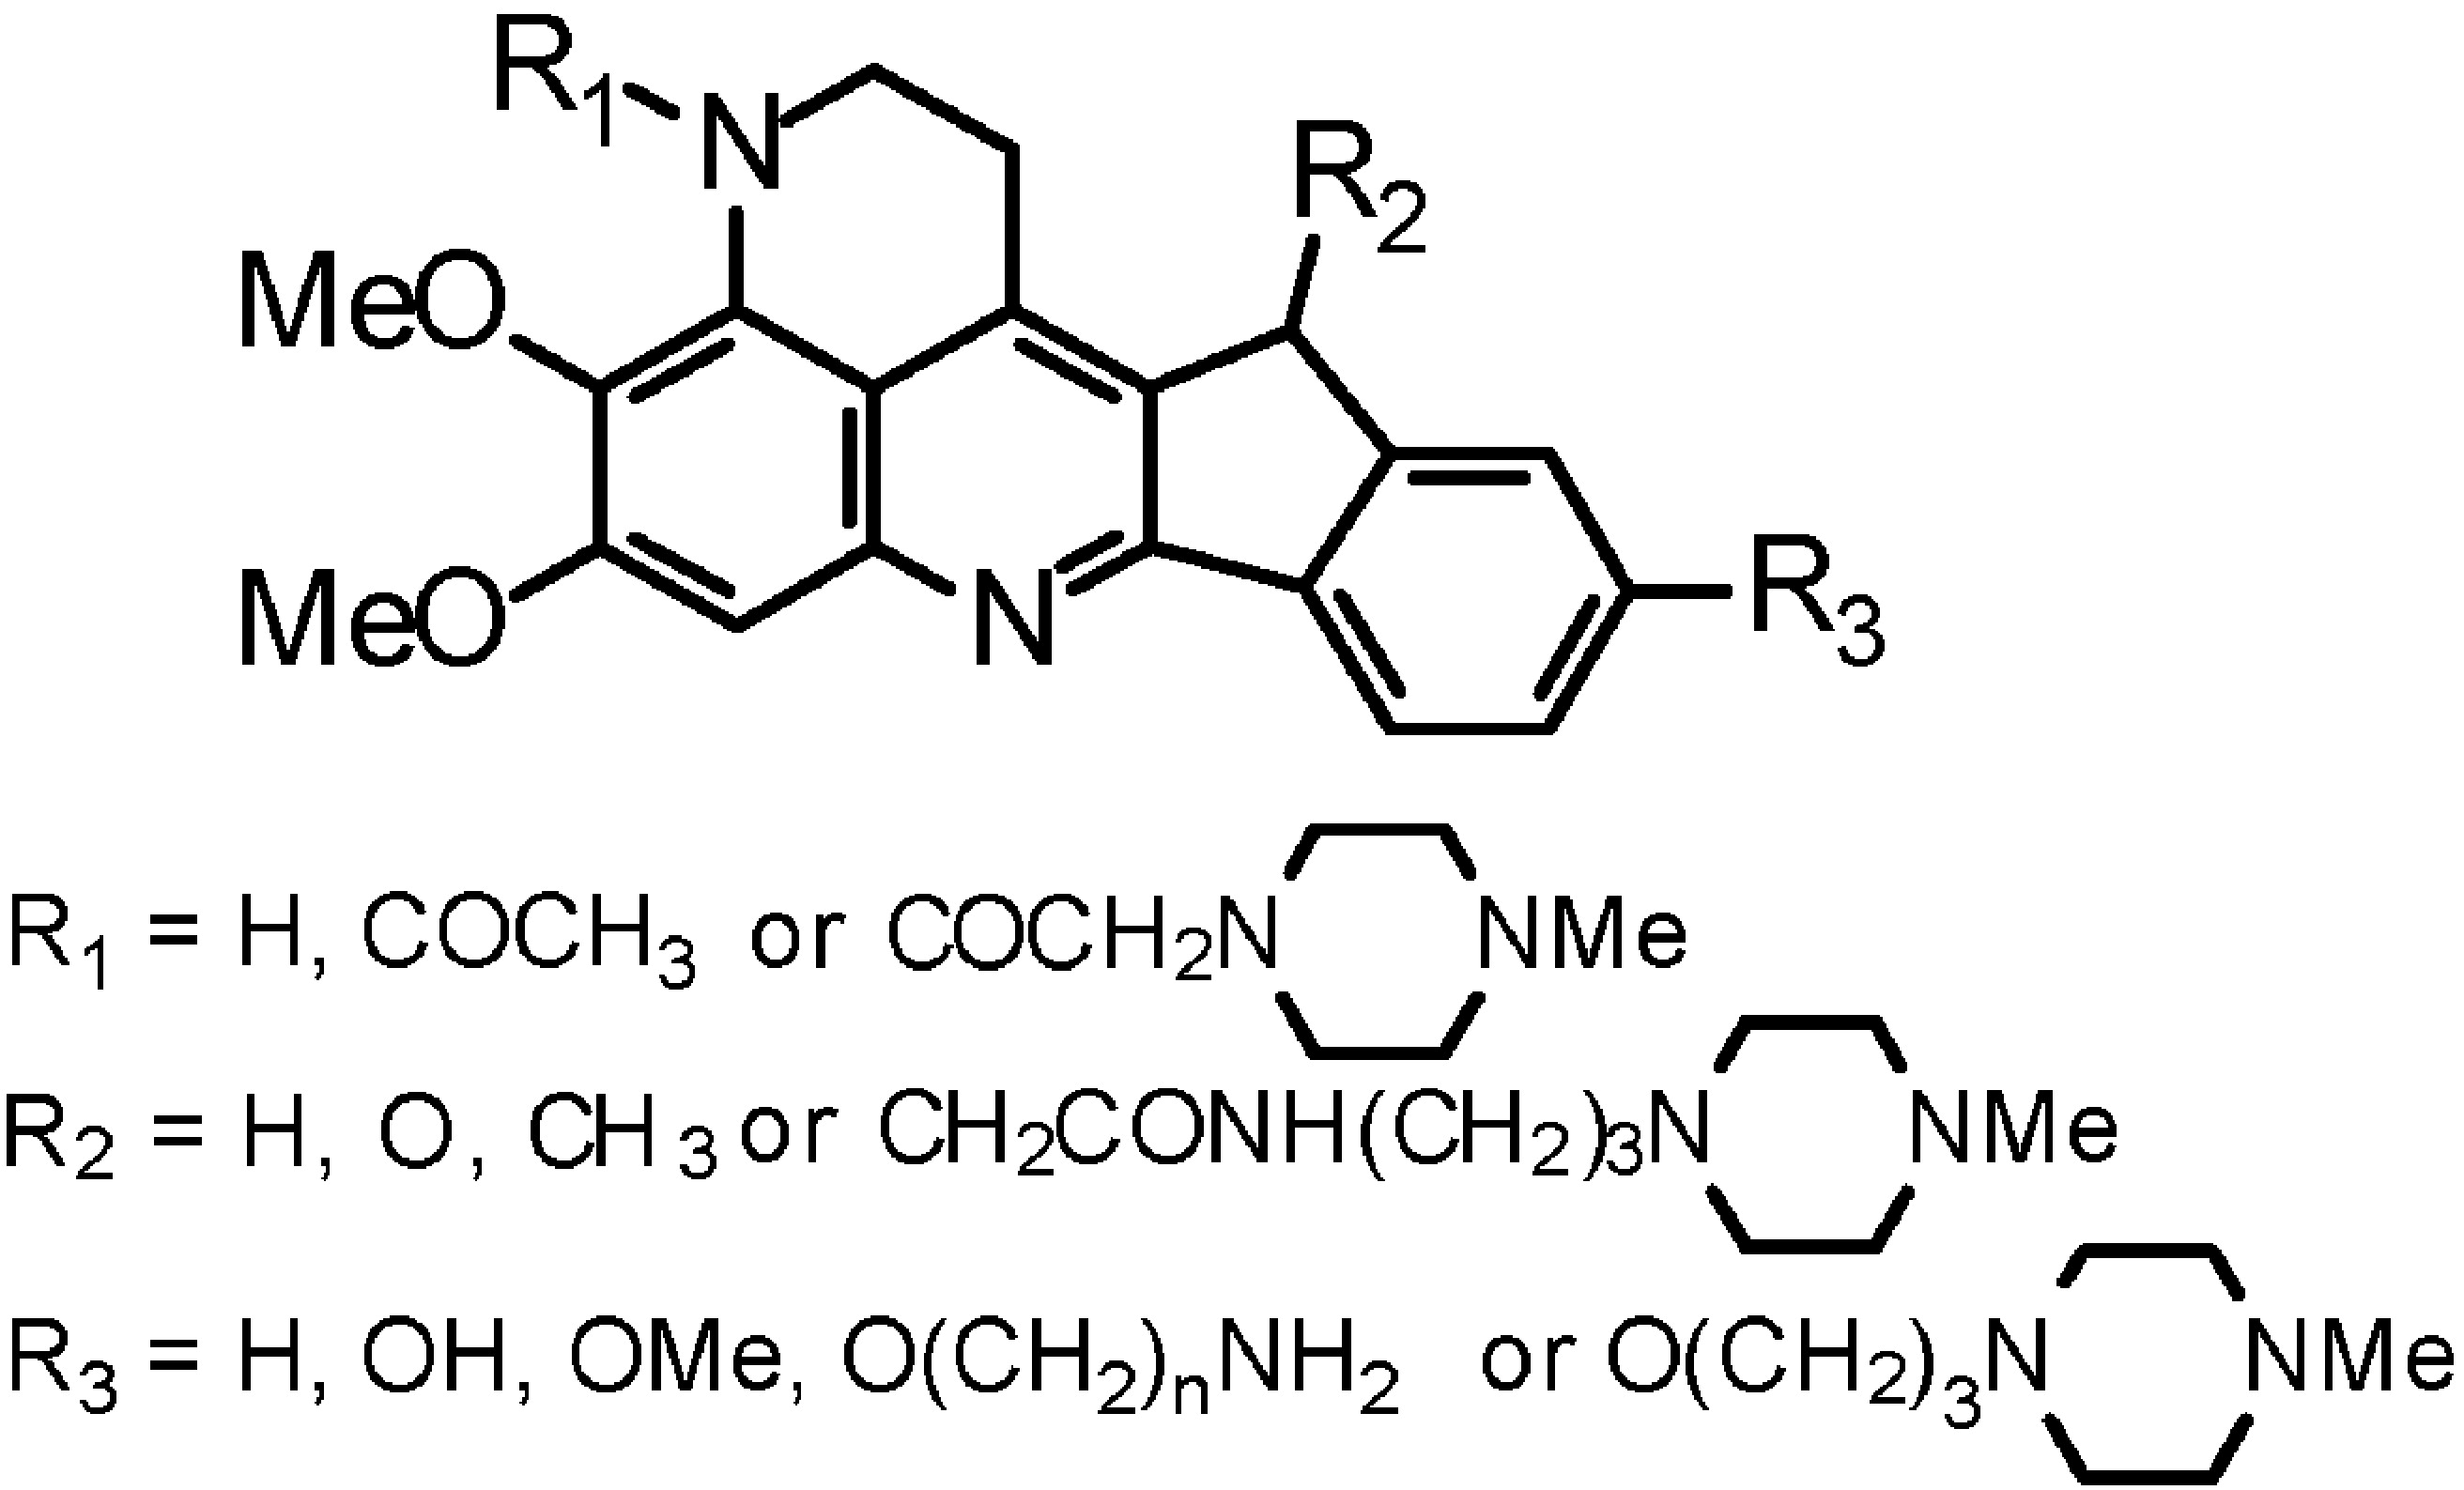 R1
N
R2
MeO
MeO
N
R3
R1 = H, COCH3 or COCH2N NMe
R2 = H, O, CH3 or CH2CONH(CH2)3N NMe
R3 = H, OH, OMe, O(CH2)nNH2 or O(CH2)3N NMe